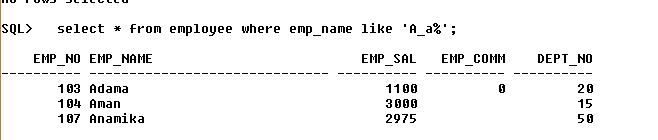 no rows selected
SQL> select * from employee where emp_name like 'A_a%';
EMP_NO EMP_NAME EMP_SAL EMP_COMM DEPT_NO
---------- ------------------------------ ---------- ---------- ----------
103 Adama 1100 0 20
104 Aman 3000 15
107 Anamika 2975 50